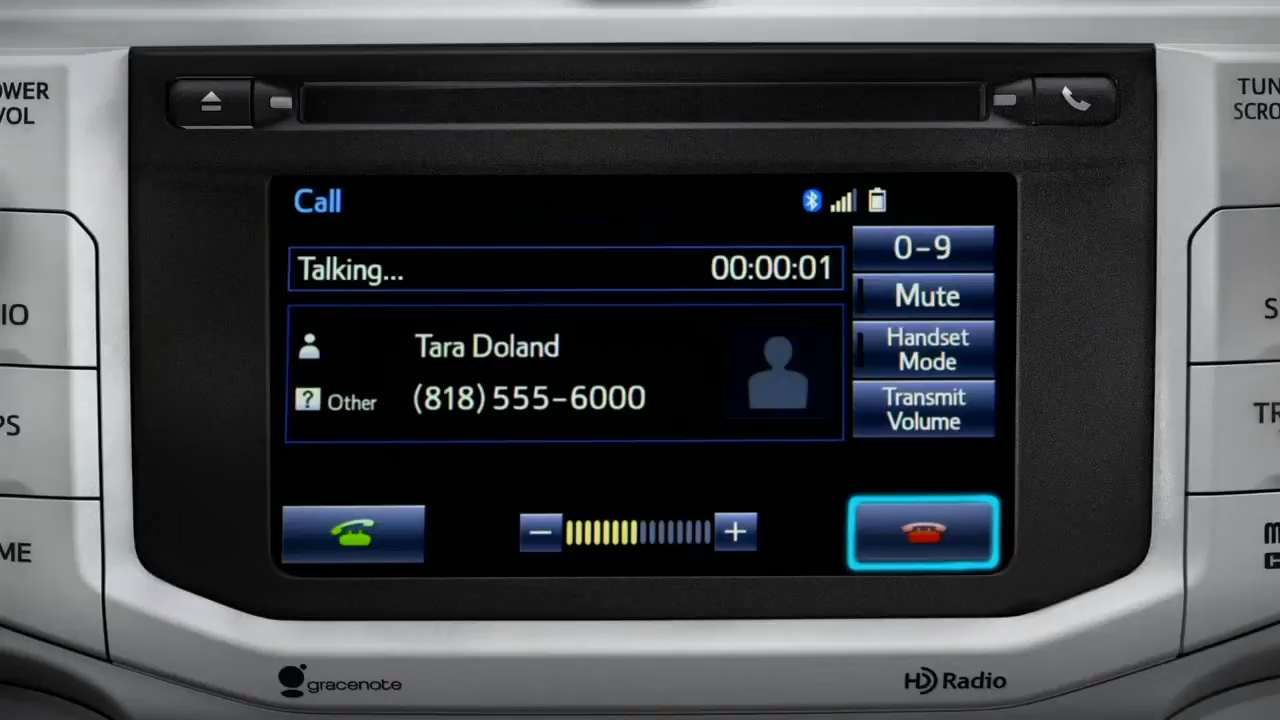 OWER
VOL
TUN
SCRO
Call
Talking... 00:00:01
0-9
Mute
Handset
Mode
Transmit
Volume
Tara Doland
? Other (818) 555-6000
IO
PS
ME
S
TR
- +
gracenote
HD Radio